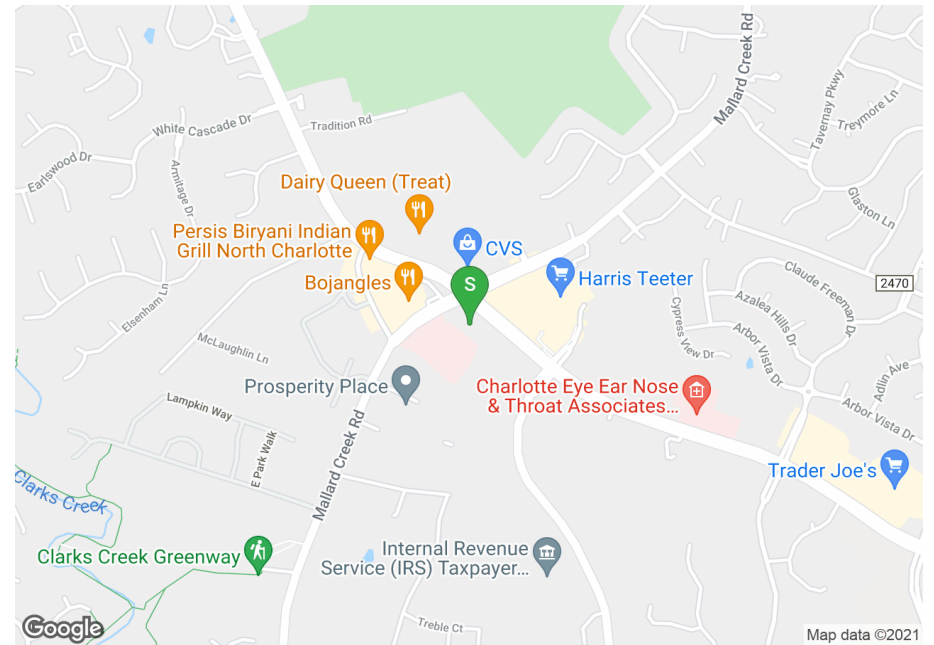 Mallard Creek Rd
Tavernay Pkwy
Treymore Ln
White Cascade Dr
Tradition Rd
Earlswood Dr
Armitage Dr
Dairy Queen (Treat)
Glaston Ln
Persis Biryani Indian
Grill North Charlotte
CVS
Bojangles
Harris Teeter
S
Claude Freeman Dr
2470
Elsenham Ln
Azalea Hills Dr
Cypress View Dr
Arbor Vista Dr
McLaughlin Ln
Prosperity Place
Charlotte Eye Ear Nose
& Throat Associates...
Adlin Ave
Lampkin Way
Arbor Vista Dr
E Park Walk
Mallard Creek Rd
Trader Joe's
Clarks Creek
Clarks Creek Greenway
Internal Revenue
Service (IRS) Taxpayer...
Treble Ct
Google
Map data ©2021